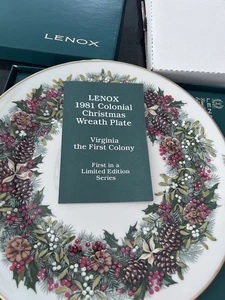 LENOX
LENOX
1981 Colonial
Christmas
Wreath Plate
Virginia
the First Colony
First in a
Limited Edition
Series